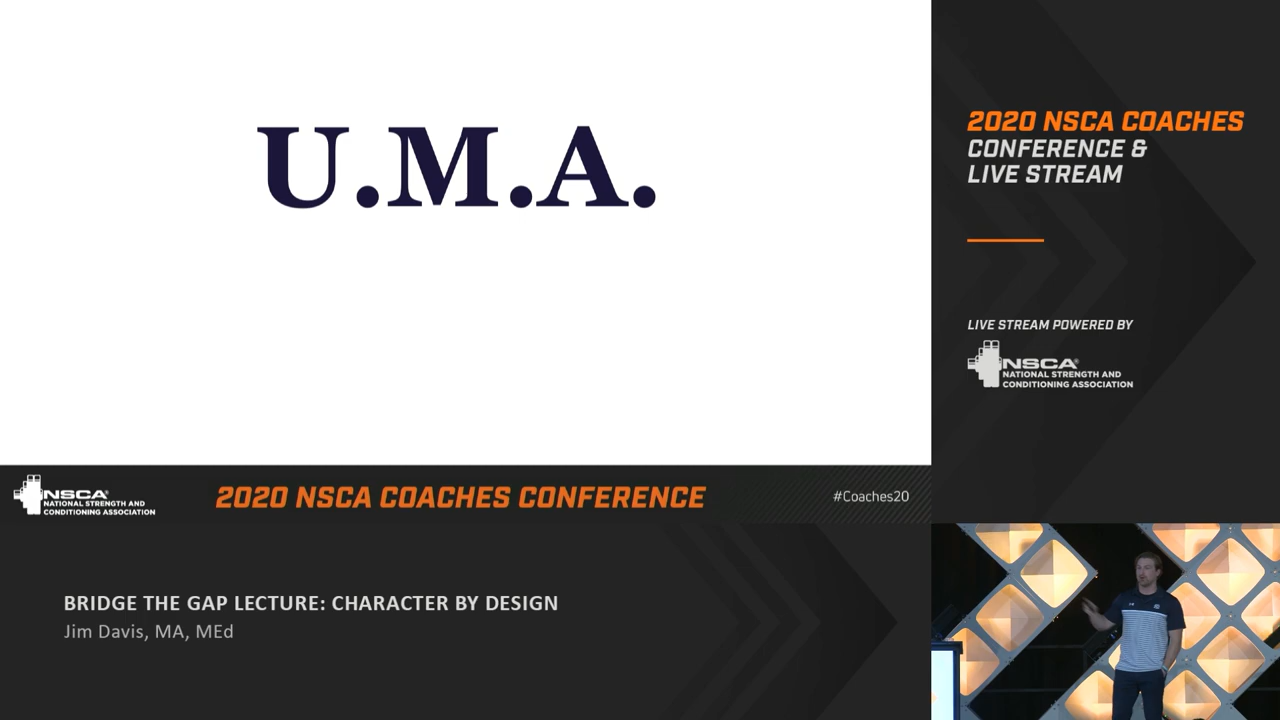 U.M.A.
2020 NSCA COACHES
CONFERENCE &
LIVE STREAM
LIVE STREAM POWERED BY
NSCA®
NATIONAL STRENGTH AND
CONDITIONING ASSOCIATION
NSCA®
NATIONAL STRENGTH AND
CONDITIONING ASSOCIATION
2020 NSCA COACHES CONFERENCE
#Coaches20
BRIDGE THE GAP LECTURE: CHARACTER BY DESIGN
Jim Davis, MA, MEd